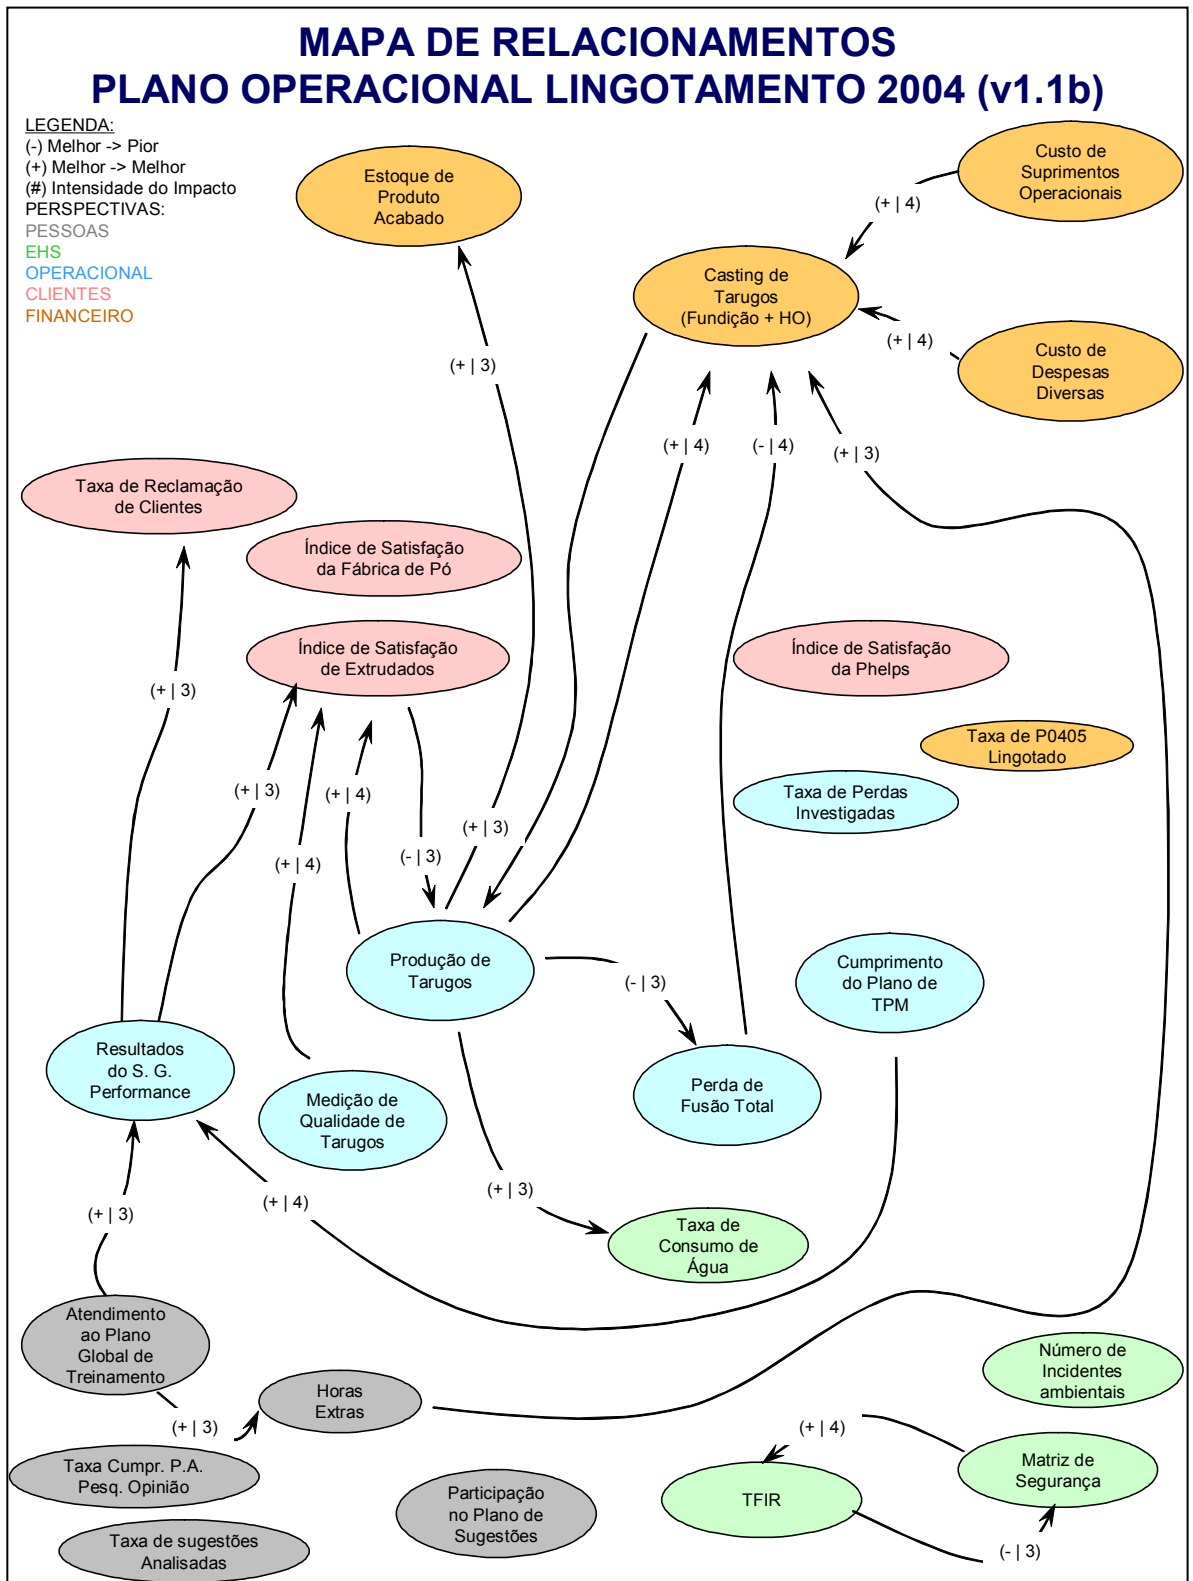 MAPA DE RELACIONAMENTOS
PLANO OPERACIONAL LINGOTAMENTO 2004 (v1.1b)
LEGENDA:
(-) Melhor -> Pior
(+) Melhor -> Melhor
(#) Intensidade do Impacto
PERSPECTIVAS:
PESSOAS
EHS
OPERACIONAL
CLIENTES
FINANCEIRO
Estoque de
Produto
Acabado
Custo de
Suprimentos
Operacionais
(+ | 4)
Casting de
Tarugos
(Fundição + HO)
(+ | 4)
Custo de
Despesas
Diversas
(+ | 3)
(+ | 4)
(- | 4)
(+ | 3)
Taxa de Reclamação
de Clientes
Índice de Satisfação
da Fábrica de Pó
Índice de Satisfação
de Extrudados
Índice de Satisfação
da Phelps
(+ | 3)
Taxa de P0405
Lingotado
Taxa de Perdas
Investigadas
(+ | 3)
(+ | 4)
(+ | 3)
(- | 3)
(+ | 4)
Produção de
Tarugos
(- | 3)
Cumprimento
do Plano de
TPM
Resultados
do S. G.
Performance
Medição de
Qualidade de
Tarugos
Perda de
Fusão Total
(+ | 3)
(+ | 4)
(+ | 3)
Taxa de
Consumo de
Água
Atendimento
ao Plano
Global de
Treinamento
Número de
Incidentes
ambientais
Horas
Extras
(+ | 3)
(+ | 4)
Taxa Cumpr. P.A.
Pesq. Opinião
Participação
no Plano de
Sugestões
TFIR
Matriz de
Segurança
Taxa de sugestões
Analisadas
(- | 3)